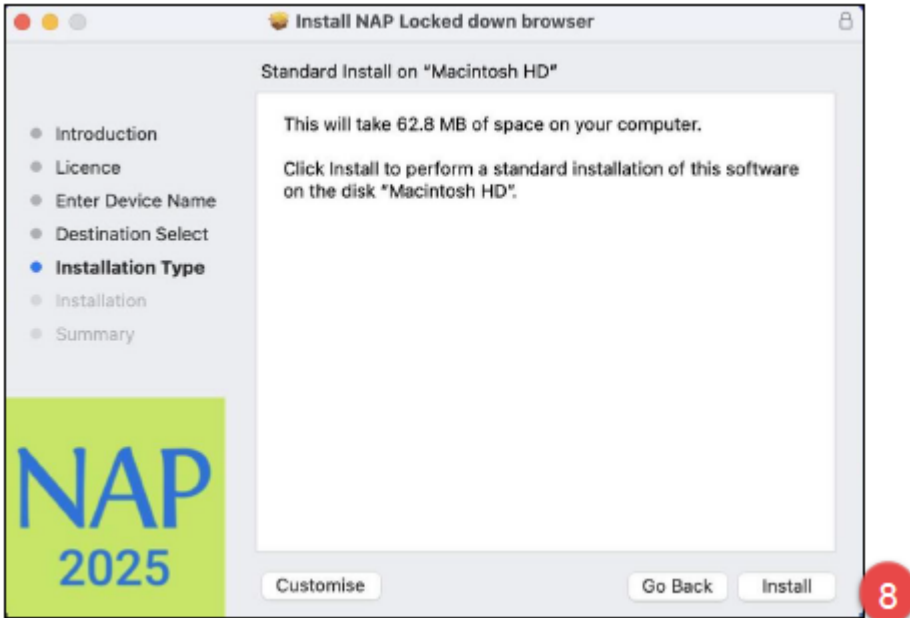 Install NAP Locked down browser
Standard Install on “Macintosh HD”
Introduction
Licence
Enter Device Name
Destination Select
Installation Type
Installation
Summary
This will take 62.8 MB of space on your computer.
Click Install to perform a standard installation of this software
on the disk “Macintosh HD”.
NAP
2025
Customise
Go Back
Install
8